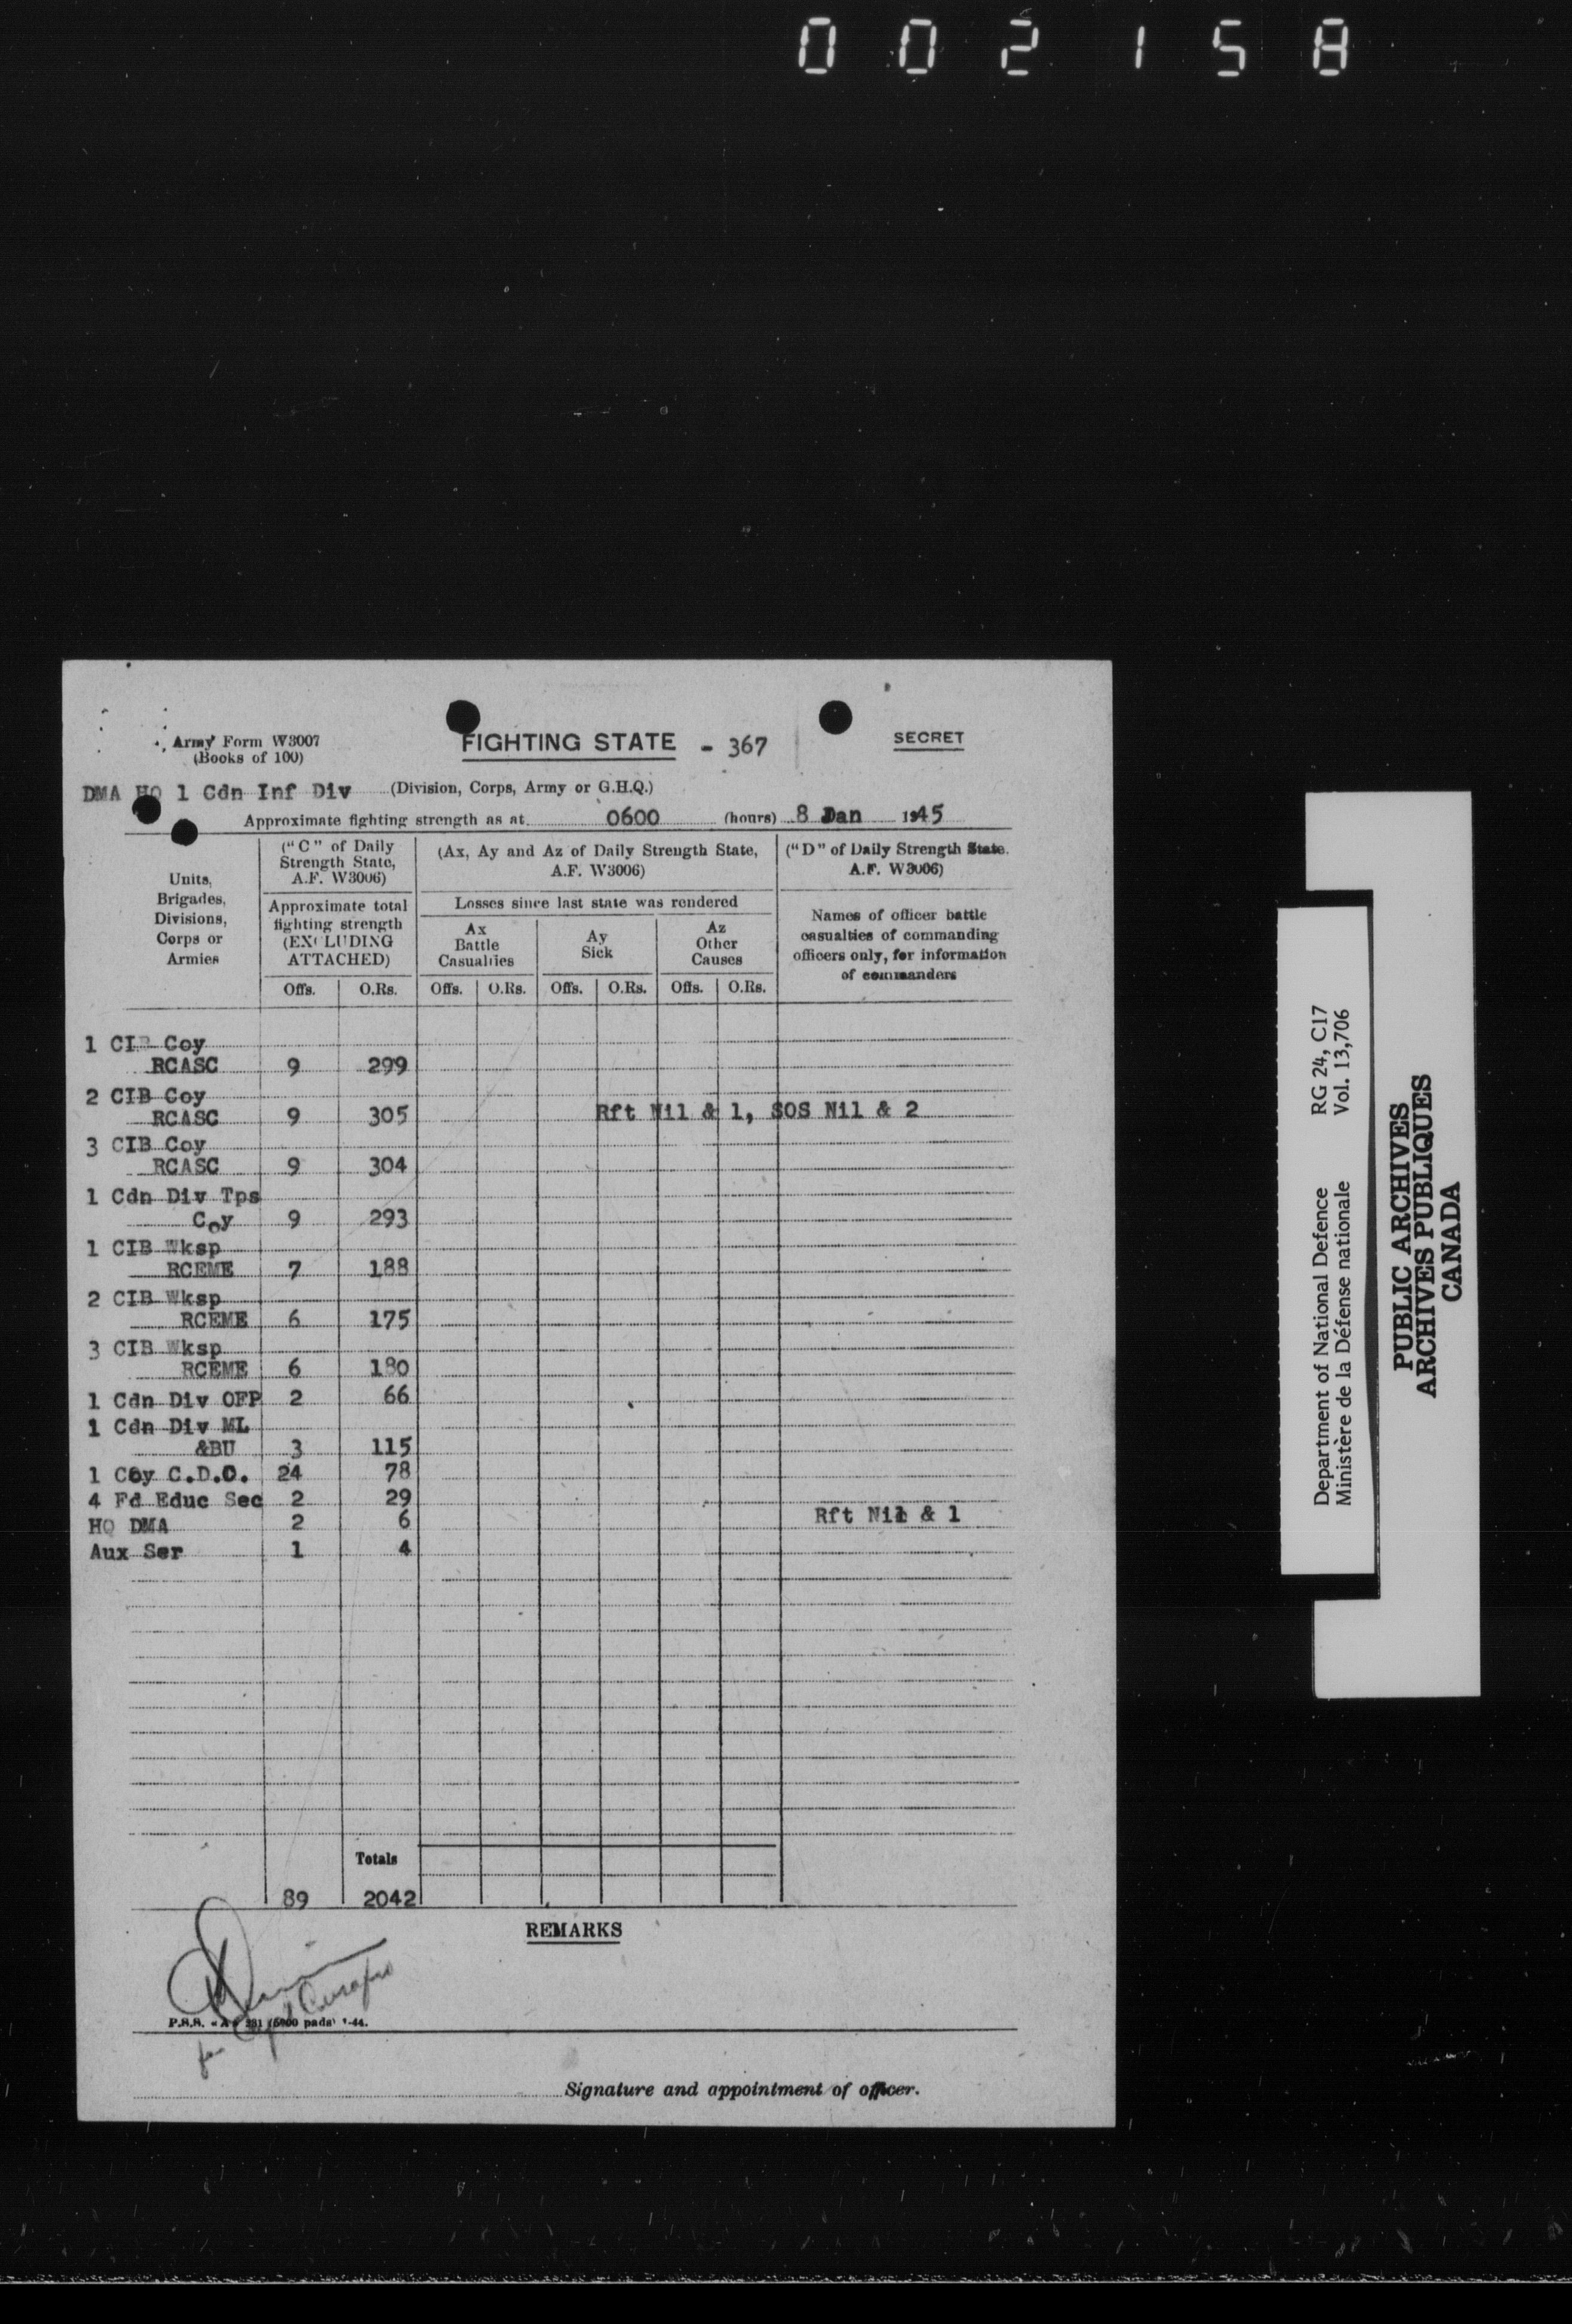 002158
Army Form W3007
(Books of 100)
FIGHTING STATE - 367
SECRET
DMA HQ 1 Cdn Inf Div (Division, Corps, Army or G.H.Q.)
Approximate fighting strength as at 0600 (hours) 8 Jan 1945
Units, Brigades, Divisions, Corps or Armies
("C" of Daily Strength State, A.F. W3006)
Approximate total fighting strength (EXCLUDING ATTACHED)
(Ax, Ay and Az of Daily Strength State, A.F. W3006)
Losses since last state was rendered
Ax Battle Casualties
Ay Sick
Az Other Causes
("D" of Daily Strength State. A.F. W3006)
Names of officer battle casualties of commanding officers only, for information of commanders
Offs. O.Rs. Offs. O.Rs. Offs. O.Rs. Offs. O.Rs.
1 CIB Coy
RCASC 9 299
2 CIB Coy
RCASC 9 305 Rft Nil & 1, SOS Nil & 2
3 CIB Coy
RCASC 9 304
1 Cdn Div Tps
Coy 9 293
1 CIB Wksp
RCEME 7 188
2 CIB Wksp
RCEME 6 175
3 CIB Wksp
RCEME 6 180
1 Cdn Div OFP 2 66
1 Cdn Div ML
&BU 3 115
1 Coy C.D.C. 24 78
4 Fd Educ Sec 2 29
HQ DMA 2 6 Rft Nil & 1
Aux Ser 1 4
Totals
89 2042
REMARKS
for Capt
P.S.S. «A» 381 (5000 pads) 1-44.
Signature and appointment of officer.
Department of National Defence RG 24, C17
Ministère de la Défense nationale Vol. 13,706
PUBLIC ARCHIVES
ARCHIVES PUBLIQUES
CANADA